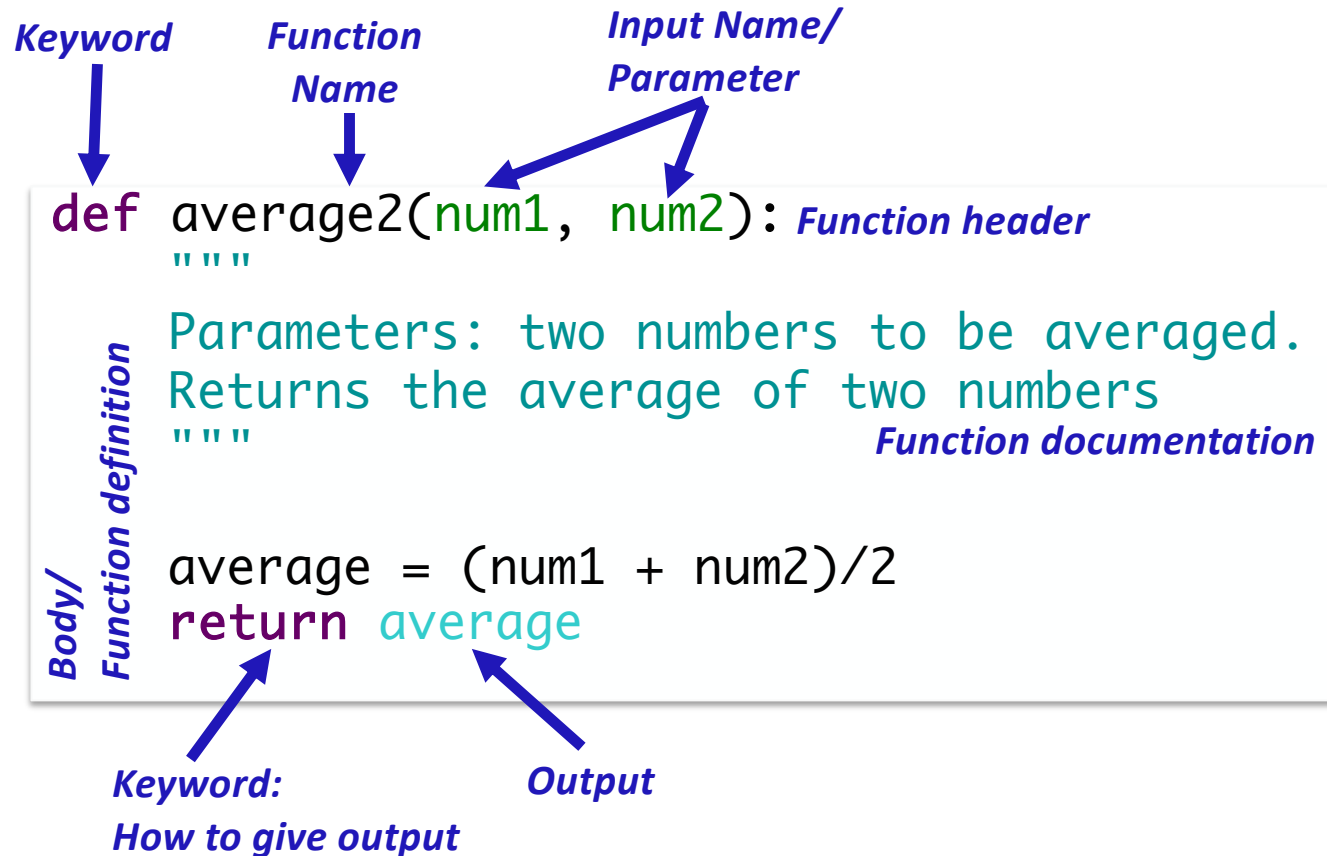 Keyword
Function
Name
Input Name/
Parameter
def average2(num1, num2): Function header
"""
Parameters: two numbers to be averaged.
Returns the average of two numbers
"""
Function documentation
Body/
Function definition
average = (num1 + num2)/2
return average
Keyword:
How to give output
Output